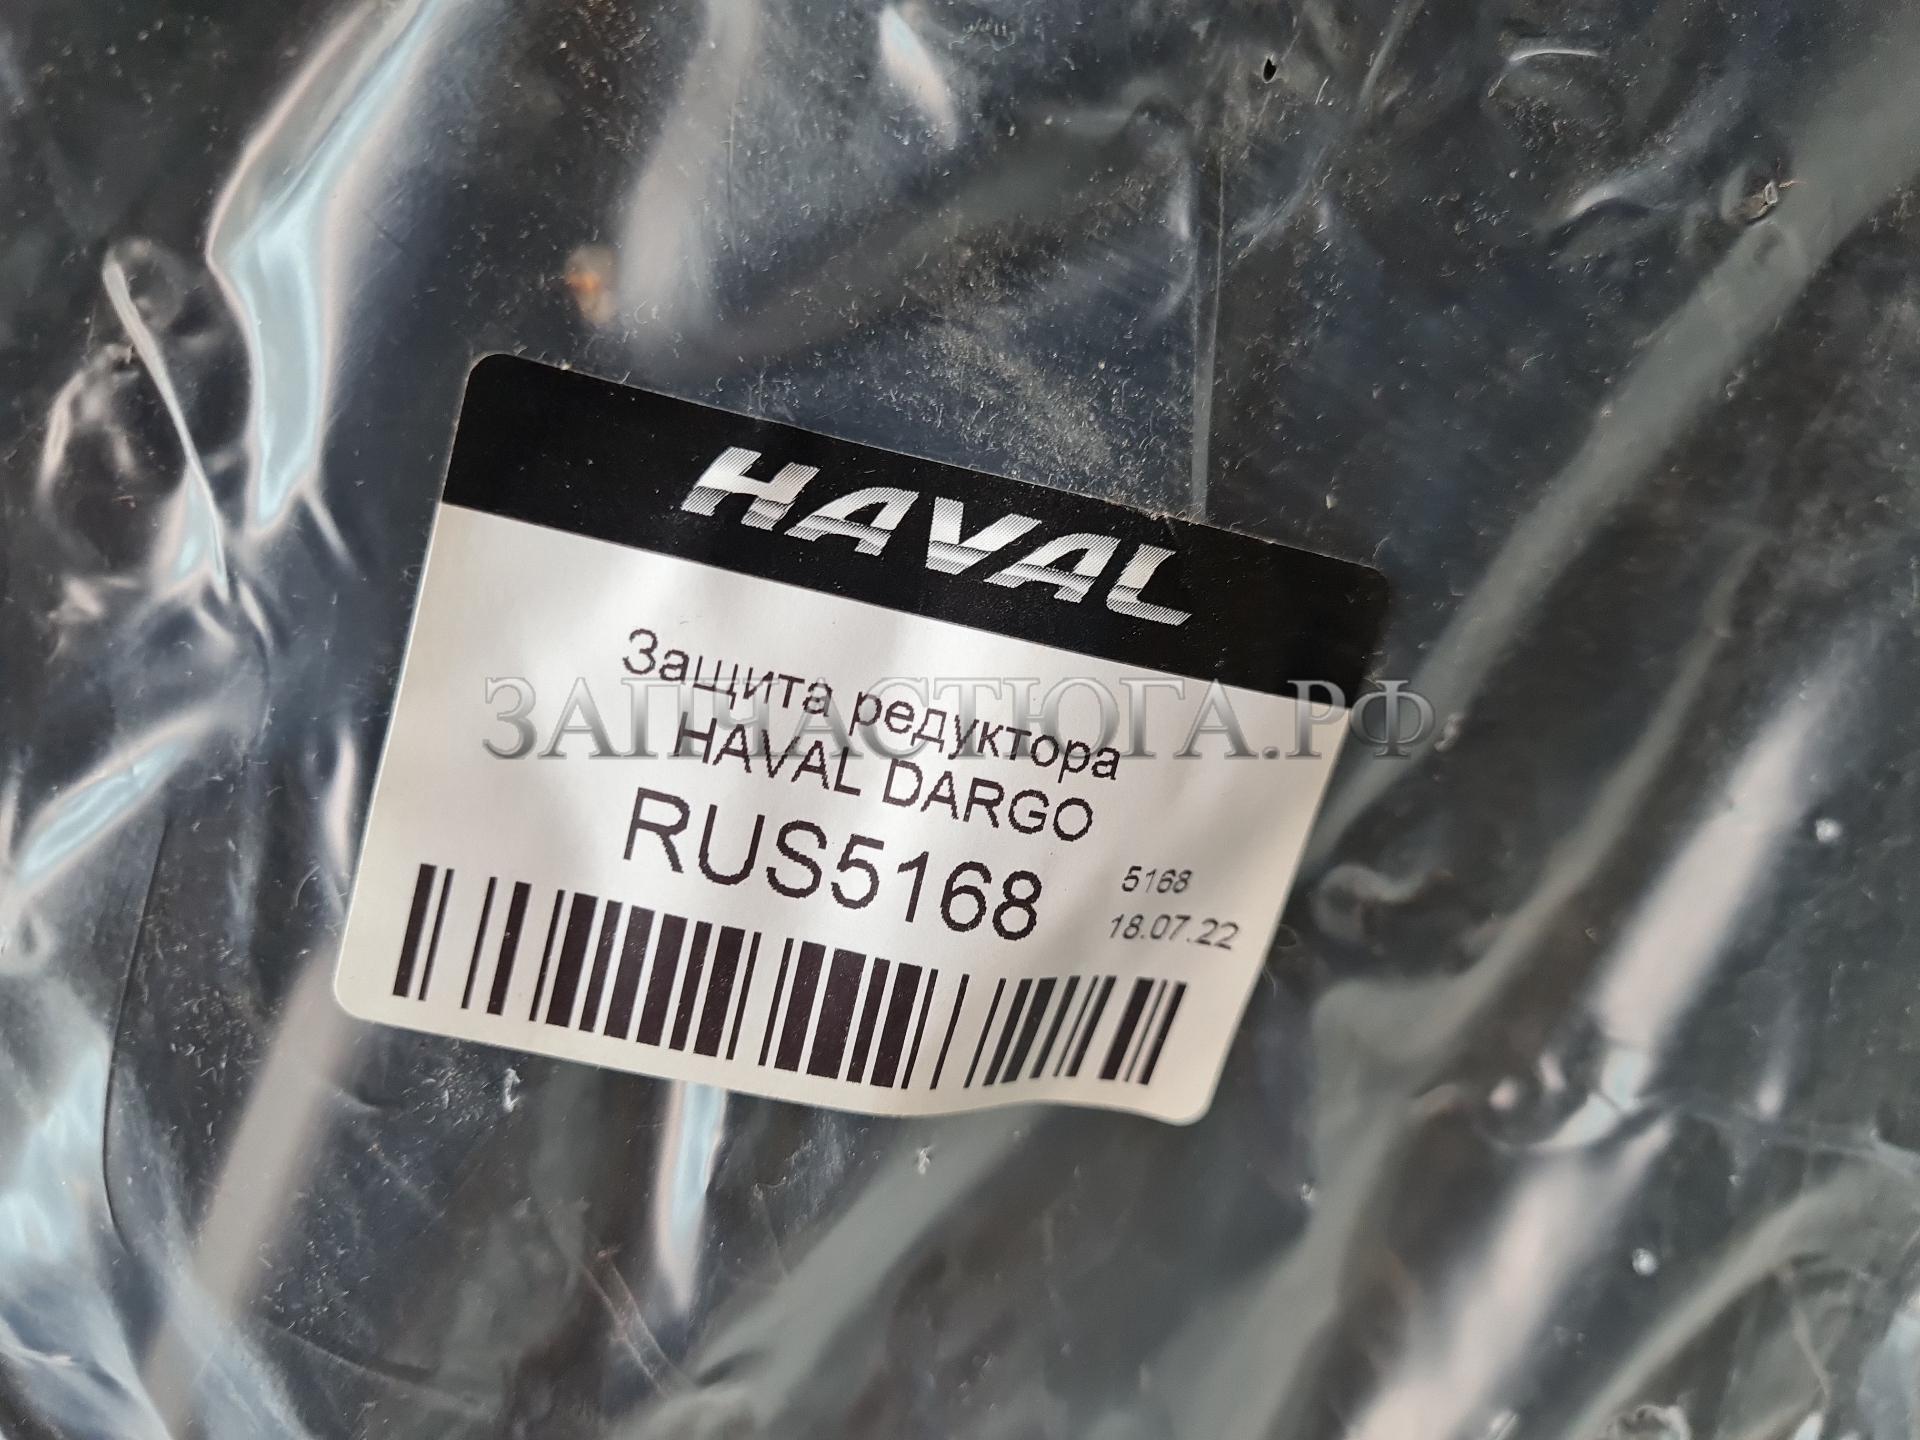 HAVAL
Защита редуктора
ЗАПЧАСТЮГА.РФ
HAVAL DARGO
RUS5168
5168
18.07.22